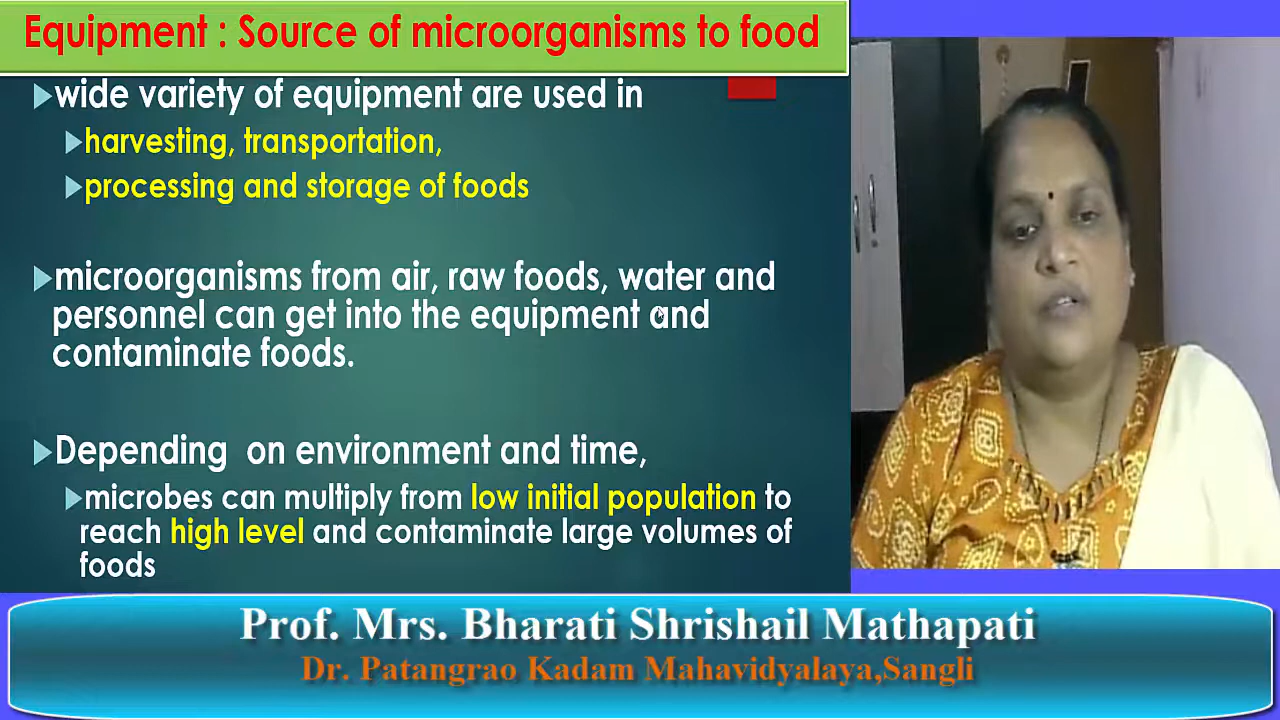 Equipment : Source of microorganisms to food
wide variety of equipment are used in
harvesting, transportation,
processing and storage of foods
microorganisms from air, raw foods, water and
personnel can get into the equipment and
contaminate foods.
Depending on environment and time,
microbes can multiply from low initial population to
reach high level and contaminate large volumes of
foods
Prof. Mrs. Bharati Shrishail Mathapati
Dr. Patangrao Kadam Mahavidyalaya,Sangli